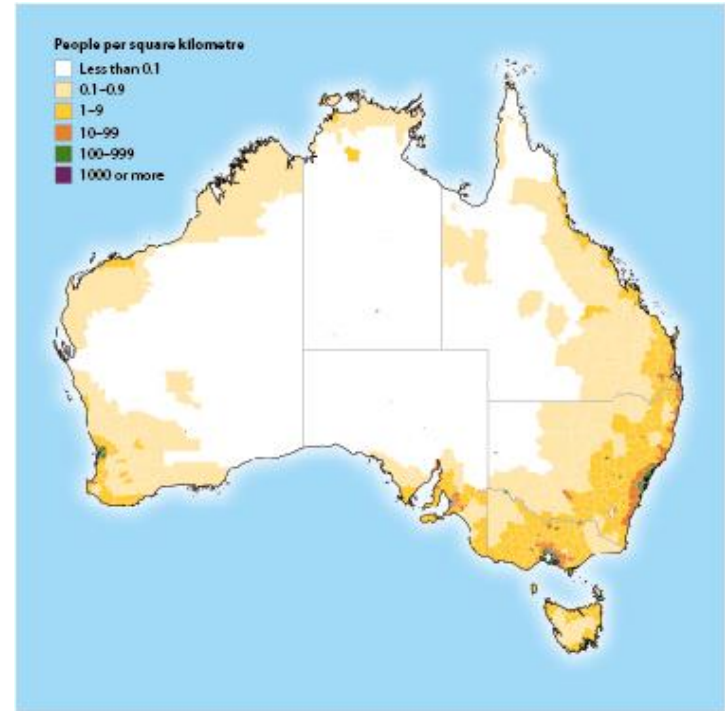 People per square kilometre
Less than 0.1
0.1–0.9
1–9
10–99
100–999
1000 or more